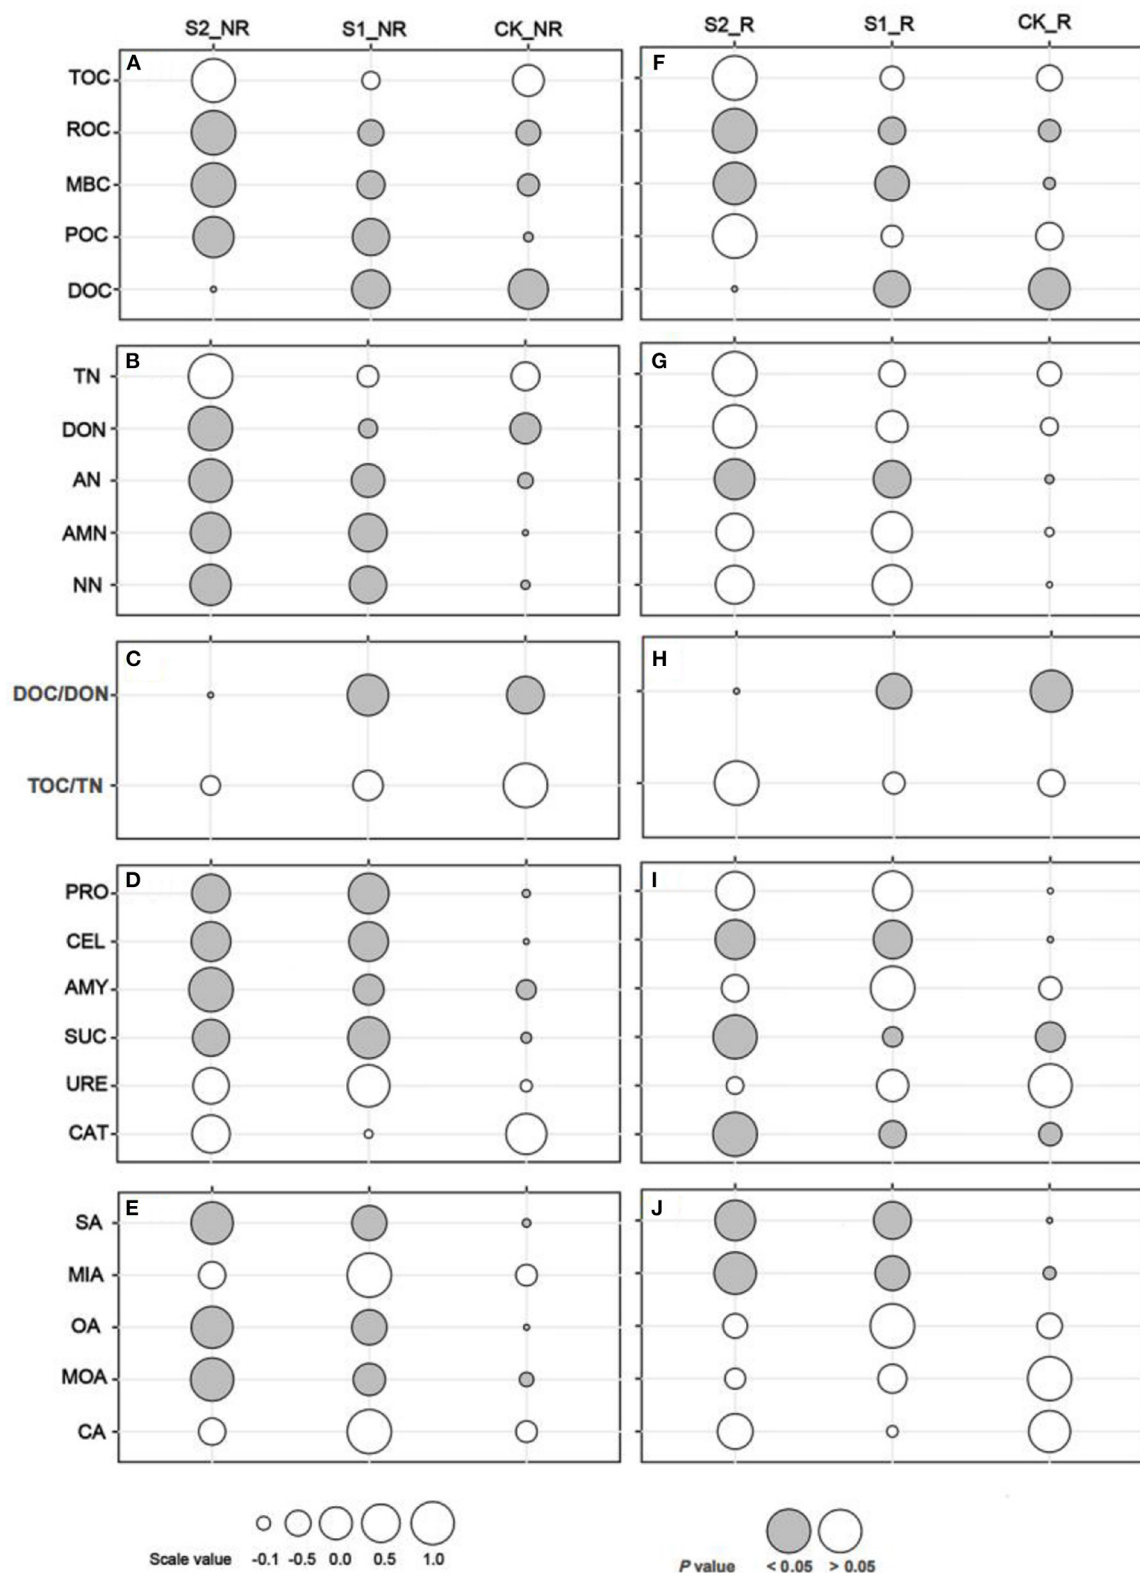 S2_NR S1_NR CK_NR S2_R S1_R CK_R
A F
TOC
ROC
MBC
POC
DOC
B G
TN
DON
AN
AMN
NN
C H
DOC/DON
TOC/TN
D I
PRO
CEL
AMY
SUC
URE
CAT
E J
SA
MIA
OA
MOA
CA
Scale value -0.1 -0.5 0.0 0.5 1.0
P value < 0.05 > 0.05